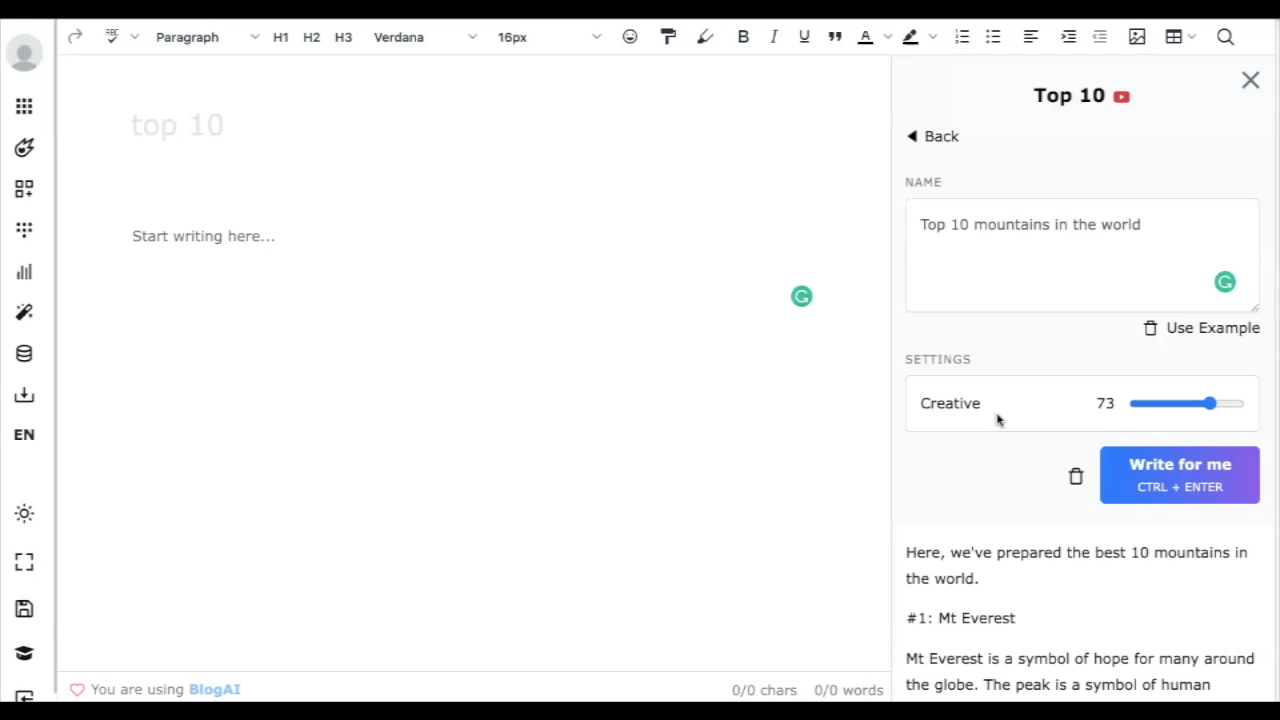 ABC Paragraph H1 H2 H3 Verdana 16px B I U A
Top 10
top 10
Back
NAME
Top 10 mountains in the world
Start writing here...
Use Example
SETTINGS
Creative 73
EN
Write for me
CTRL + ENTER
Here, we've prepared the best 10 mountains in
the world.
#1: Mt Everest
Mt Everest is a symbol of hope for many around
the globe. The peak is a symbol of human
You are using BlogAI 0/0 chars 0/0 words